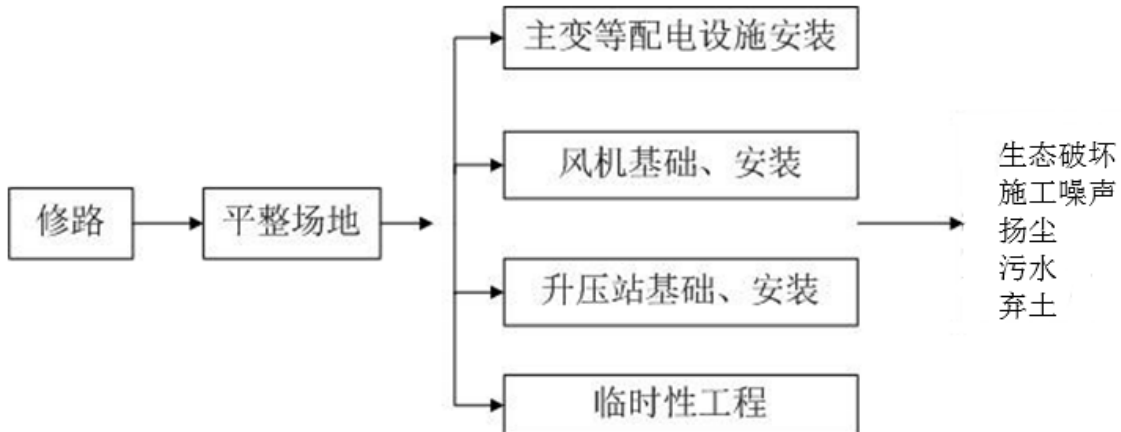 修路
平整场地
主变等配电设施安装
风机基础、安装
升压站基础、安装
临时性工程
生态破坏
施工噪声
扬尘
污水
弃土